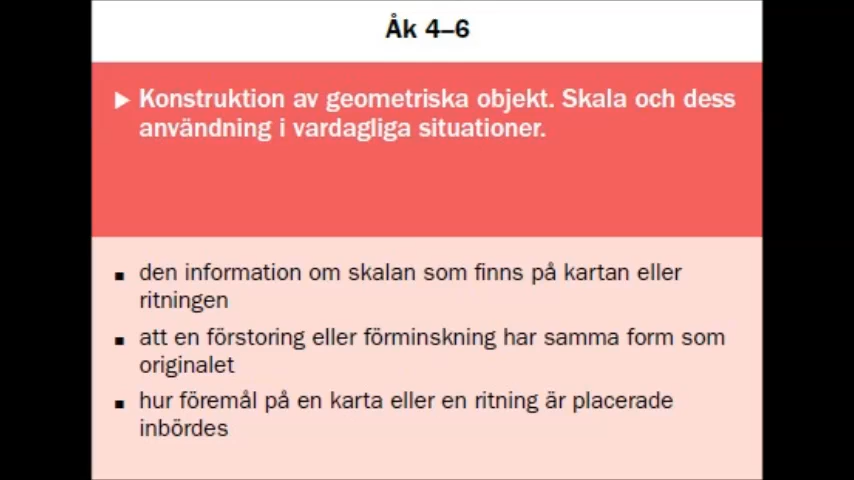 Åk 4–6
▶ Konstruktion av geometriska objekt. Skala och dess
användning i vardagliga situationer.
▪ den information om skalan som finns på kartan eller
ritningen
▪ att en förstoring eller förminskning har samma form som
originalet
▪ hur föremål på en karta eller en ritning är placerade
inbördes